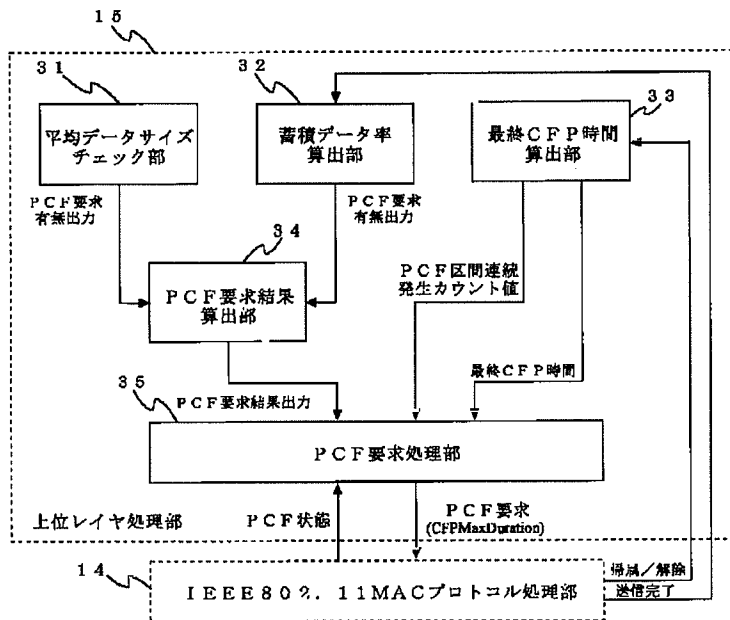 １５
３１
平均データサイズ
チェック部
３２
蓄積データ率
算出部
３３
最終ＣＦＰ時間
算出部
ＰＣＦ要求
有無出力
ＰＣＦ要求
有無出力
３４
ＰＣＦ要求結果
算出部
ＰＣＦ区間連続
発生カウント値
最終ＣＦＰ時間
３５
ＰＣＦ要求結果出力
ＰＣＦ要求処理部
上位レイヤ処理部
ＰＣＦ状態
ＰＣＦ要求
(CFPMaxDuration)
１４
ＩＥＥＥ８０２．１１ＭＡＣプロトコル処理部
帰属／解除
送信完了